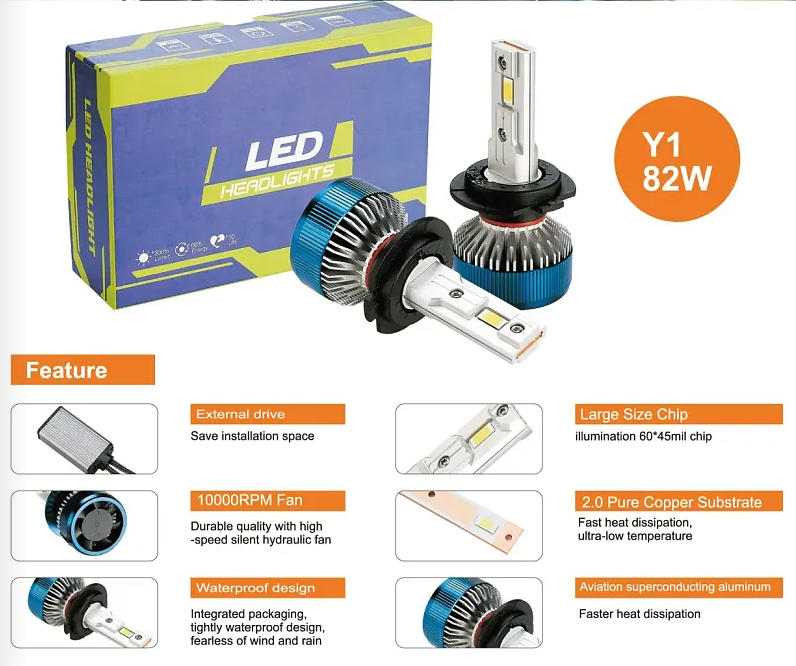 LED HEADLIGHT
LED
HEADLIGHTS
Y1
82W
Feature
External drive
Save installation space
10000RPM Fan
Durable quality with high
-speed silent hydraulic fan
Waterproof design
Integrated packaging,
tightly waterproof design,
fearless of wind and rain
Large Size Chip
illumination 60*45mil chip
2.0 Pure Copper Substrate
Fast heat dissipation,
ultra-low temperature
Aviation superconducting aluminum
Faster heat dissipation